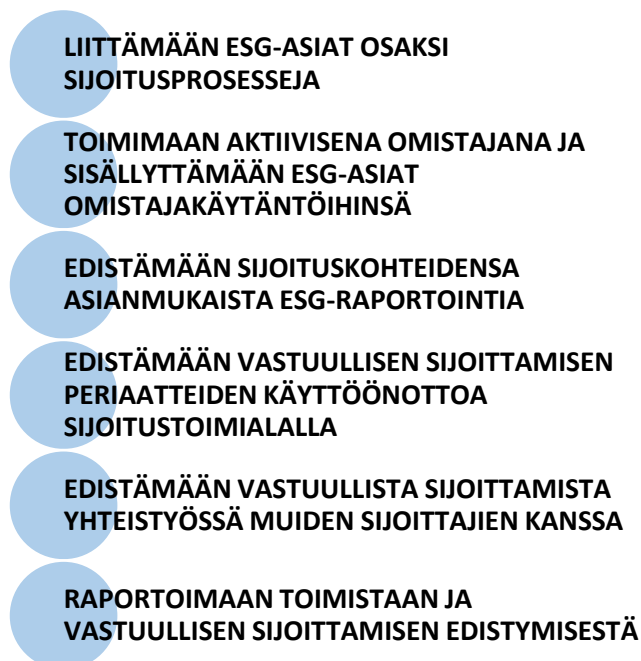 LIITTÄMÄÄN ESG-ASIAT OSAKSI
SIJOITUSPROSESSEJA
TOIMIMAAN AKTIIVISENA OMISTAJANA JA
SISÄLLYTTÄMÄÄN ESG-ASIAT
OMISTAJAKÄYTÄNTÖIHINSÄ
EDISTÄMÄÄN SIJOITUSKOHTEIDENSA
ASIANMUKAISTA ESG-RAPORTOINTIA
EDISTÄMÄÄN VASTUULLISEN SIJOITTAMISEN
PERIAATTEIDEN KÄYTTÖÖNOTTOA
SIJOITUSTOIMIALALLA
EDISTÄMÄÄN VASTUULLISTA SIJOITTAMISTA
YHTEISTYÖSSÄ MUIDEN SIJOITTAJIEN KANSSA
RAPORTOIMAAN TOIMISTAAN JA
VASTUULLISEN SIJOITTAMISEN EDISTYMISESTÄ